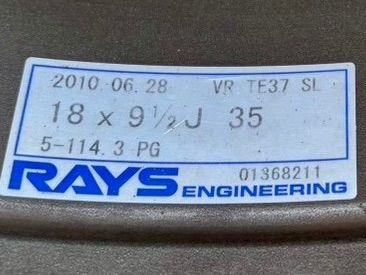 2010.06.28 VR TE37 SL
18 x 9½J 35
5-114.3 PG
01368211
RAYS ENGINEERING